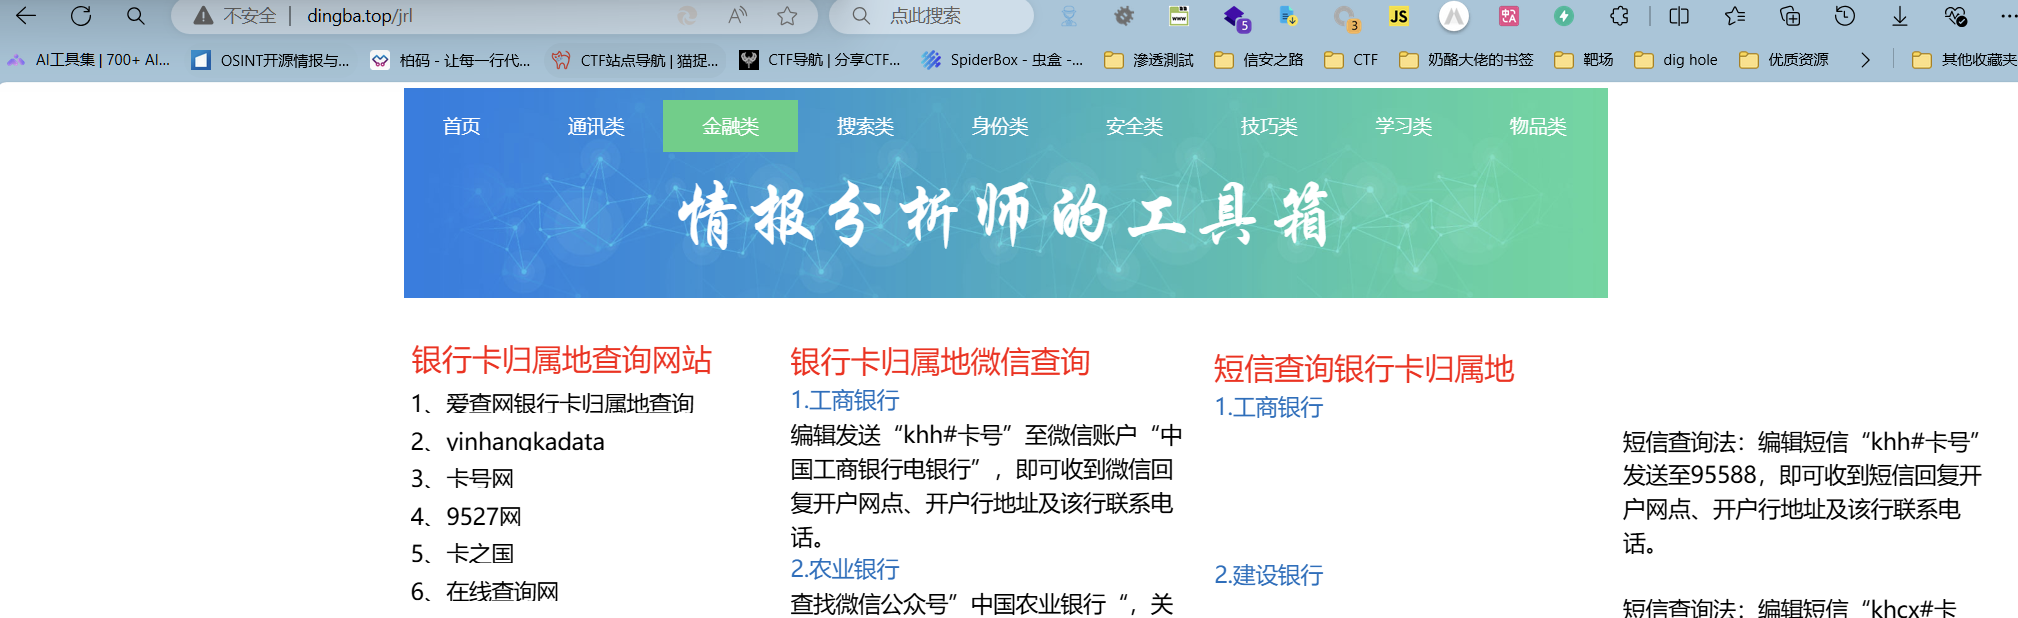 不安全 | dingba.top/jrl
点此搜索
5
3
JS
AI工具集 | 700+ AI...
OSINT开源情报与...
柏码 - 让每一行代...
CTF站点导航 | 猫捉...
CTF导航 | 分享CTF...
SpiderBox - 虫盒 -...
滲透測試
信安之路
CTF
奶酪大佬的书签
靶场
dig hole
优质资源
其他收藏夹
首页
通讯类
金融类
搜索类
身份类
安全类
技巧类
学习类
物品类
情报分析师的工具箱
银行卡归属地查询网站
1、爱查网银行卡归属地查询
2、yinhangkadata
3、卡号网
4、9527网
5、卡之国
6、在线查询网
银行卡归属地微信查询
1.工商银行
编辑发送“khh#卡号”至微信账户“中
国工商银行电银行”，即可收到微信回
复开户网点、开户行地址及该行联系电
话。
2.农业银行
查找微信公众号”中国农业银行“，关
短信查询银行卡归属地
1.工商银行
短信查询法：编辑短信“khh#卡号”
发送至95588，即可收到短信回复开
户网点、开户行地址及该行联系电
话。
2.建设银行
短信查询法：编辑短信“khcx#卡